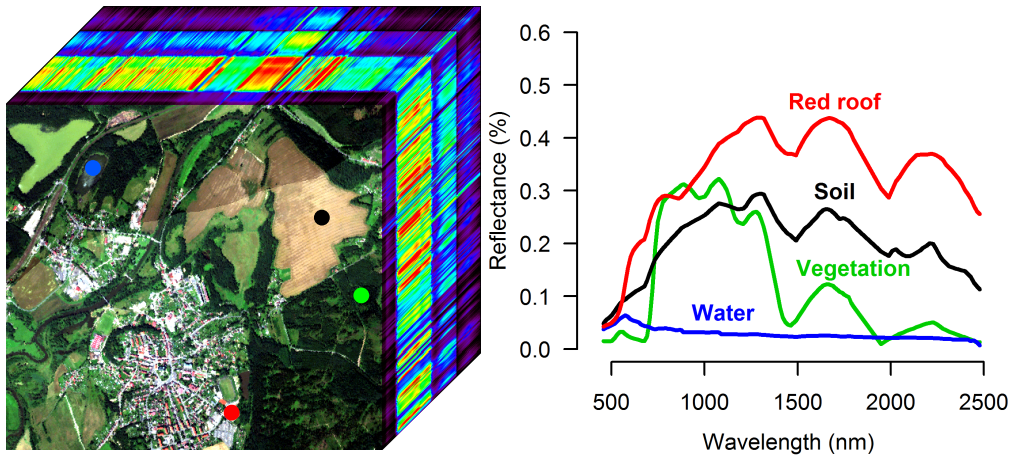 0.6
0.5
0.4
0.3
0.2
0.1
0.0
Reflectance (%)
Red roof
Soil
Vegetation
Water
500 1000 1500 2000 2500
Wavelength (nm)